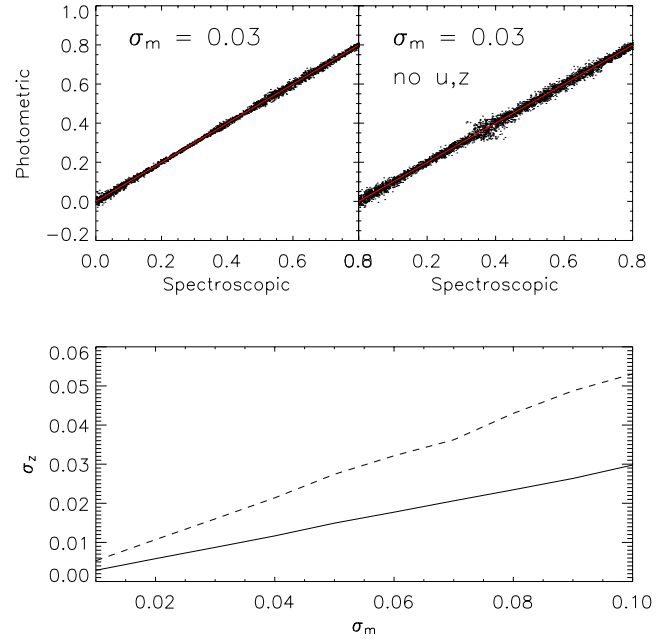 1.0
0.8
0.6
0.4
0.2
0.0
−0.2
Photometric
σm = 0.03
σm = 0.03
no u,z
0.0 0.2 0.4 0.6 0.8
0.0 0.2 0.4 0.6 0.8
Spectroscopic
Spectroscopic
0.06
0.05
0.04
0.03
0.02
0.01
0.00
σz
0.02 0.04 0.06 0.08 0.10
σm